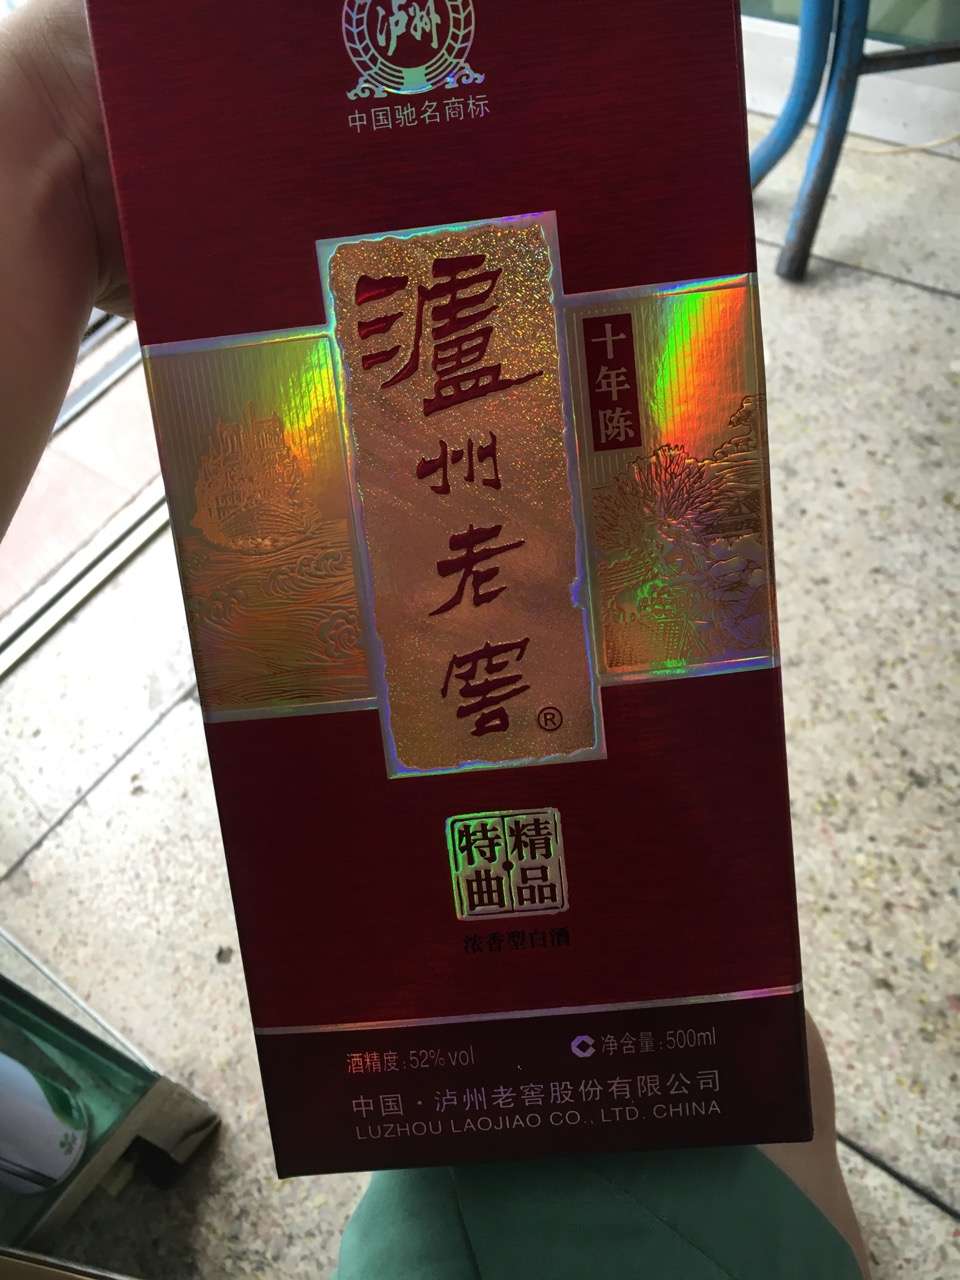 泸州
中国驰名商标
瀘州老窖®
十年陈
精品
特曲
浓香型白酒
酒精度:52%vol
净含量:500ml
中国·泸州老窖股份有限公司
LUZHOU LAOJIAO CO., LTD. CHINA